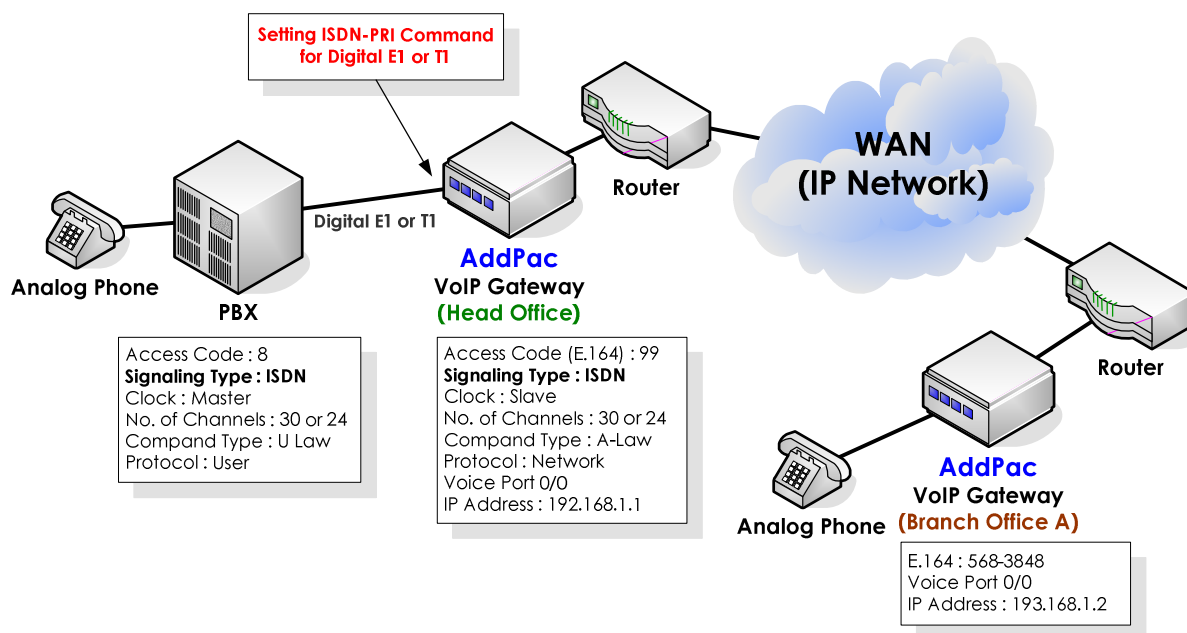 Setting ISDN-PRI Command
for Digital E1 or T1
WAN
(IP Network)
Router
Digital E1 or T1
Analog Phone
PBX
AddPac
VoIP Gateway
(Head Office)
Access Code : 8
Signaling Type : ISDN
Clock : Master
No. of Channels : 30 or 24
Compand Type : U Law
Protocol : User
Access Code (E.164) : 99
Signaling Type : ISDN
Clock : Slave
No. of Channels : 30 or 24
Compand Type : A-Law
Protocol : Network
Voice Port 0/0
IP Address : 192.168.1.1
Router
Analog Phone
AddPac
VoIP Gateway
(Branch Office A)
E.164 : 568-3848
Voice Port 0/0
IP Address : 193.168.1.2